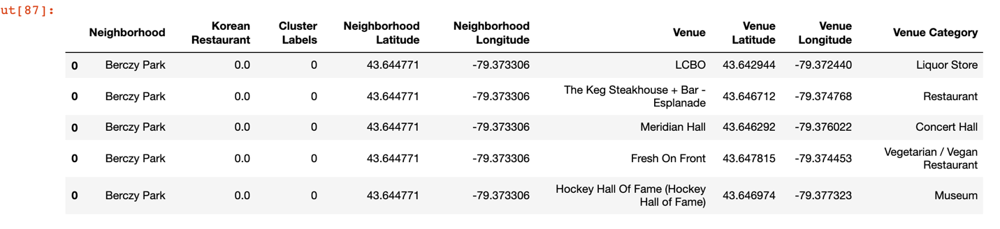 ut[87]:
Neighborhood Korean Restaurant Cluster Labels Neighborhood Latitude Neighborhood Longitude Venue Venue Latitude Venue Longitude Venue Category
0 Berczy Park 0.0 0 43.644771 -79.373306 LCBO 43.642944 -79.372440 Liquor Store
0 Berczy Park 0.0 0 43.644771 -79.373306 The Keg Steakhouse + Bar - Esplanade 43.646712 -79.374768 Restaurant
0 Berczy Park 0.0 0 43.644771 -79.373306 Meridian Hall 43.646292 -79.376022 Concert Hall
0 Berczy Park 0.0 0 43.644771 -79.373306 Fresh On Front 43.647815 -79.374453 Vegetarian / Vegan Restaurant
0 Berczy Park 0.0 0 43.644771 -79.373306 Hockey Hall Of Fame (Hockey Hall of Fame) 43.646974 -79.377323 Museum